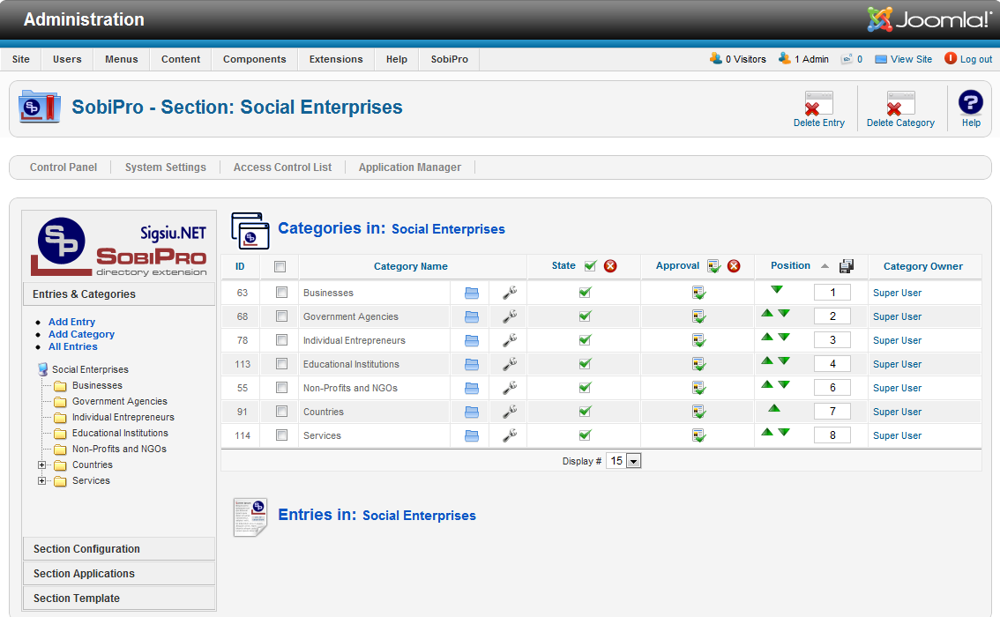 Administration
Joomla!
Site Users Menus Content Components Extensions Help SobiPro 0 Visitors 1 Admin 0 View Site Log out
SobiPro - Section: Social Enterprises
Delete Entry Delete Category Help
Control Panel System Settings Access Control List Application Manager
SP
Sigsiu.NET
SOBIPRO
directory extension
Entries & Categories
Add Entry
Add Category
All Entries
Social Enterprises
Businesses
Government Agencies
Individual Entrepreneurs
Educational Institutions
Non-Profits and NGOs
Countries
Services
Section Configuration
Section Applications
Section Template
Categories in: Social Enterprises
ID Category Name State Approval Position Category Owner
63 Businesses 1 Super User
68 Government Agencies 2 Super User
78 Individual Entrepreneurs 3 Super User
113 Educational Institutions 4 Super User
55 Non-Profits and NGOs 6 Super User
91 Countries 7 Super User
114 Services 8 Super User
Display # 15
Entries in: Social Enterprises